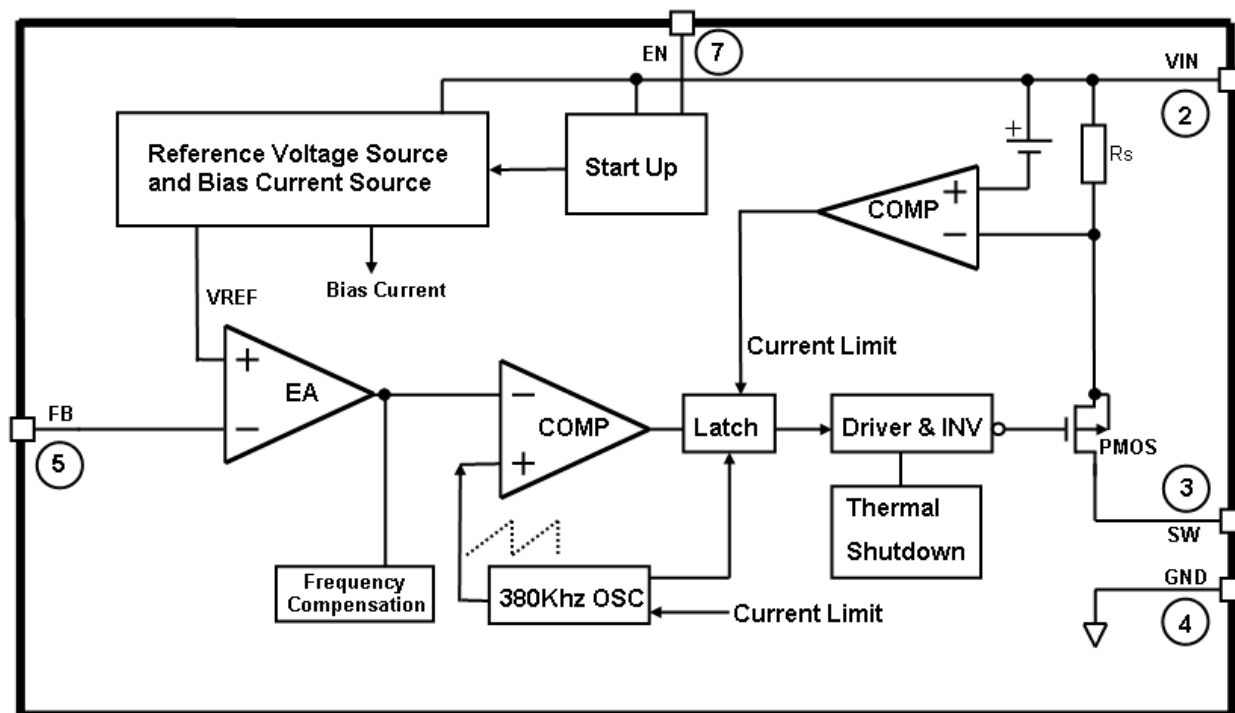 EN
7
VIN
2
Reference Voltage Source
and Bias Current Source
Start Up
+
Rs
+
COMP
−
Bias Current
VREF
Current Limit
+
EA
−
FB
5
−
COMP
+
Latch
Driver & INV
PMOS
3
SW
Thermal
Shutdown
Frequency
Compensation
380Khz OSC
Current Limit
GND
4